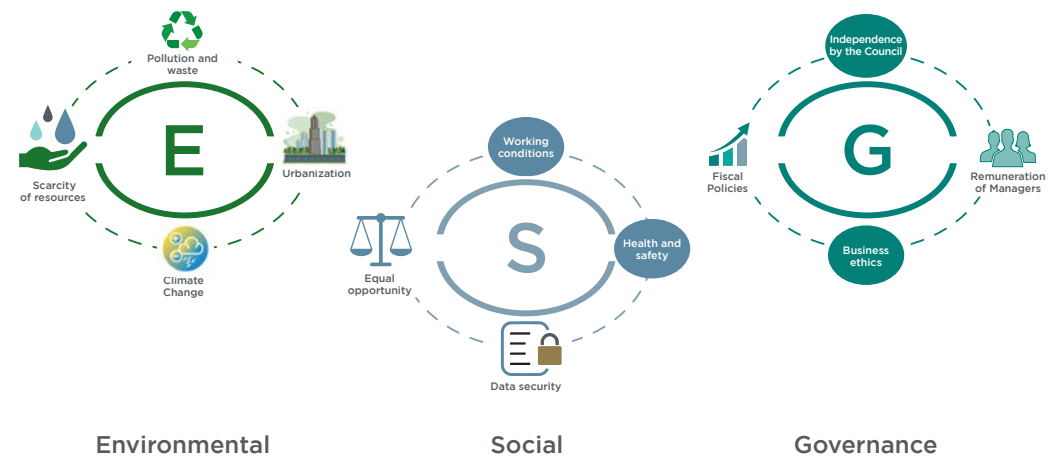 Pollution and
waste
E
Scarcity
of resources
Urbanization
Climate
Change
Environmental
Working
conditions
S
Equal
opportunity
Health and
safety
Data security
Social
Independence
by the Council
G
Fiscal
Policies
Remuneration
of Managers
Business
ethics
Governance